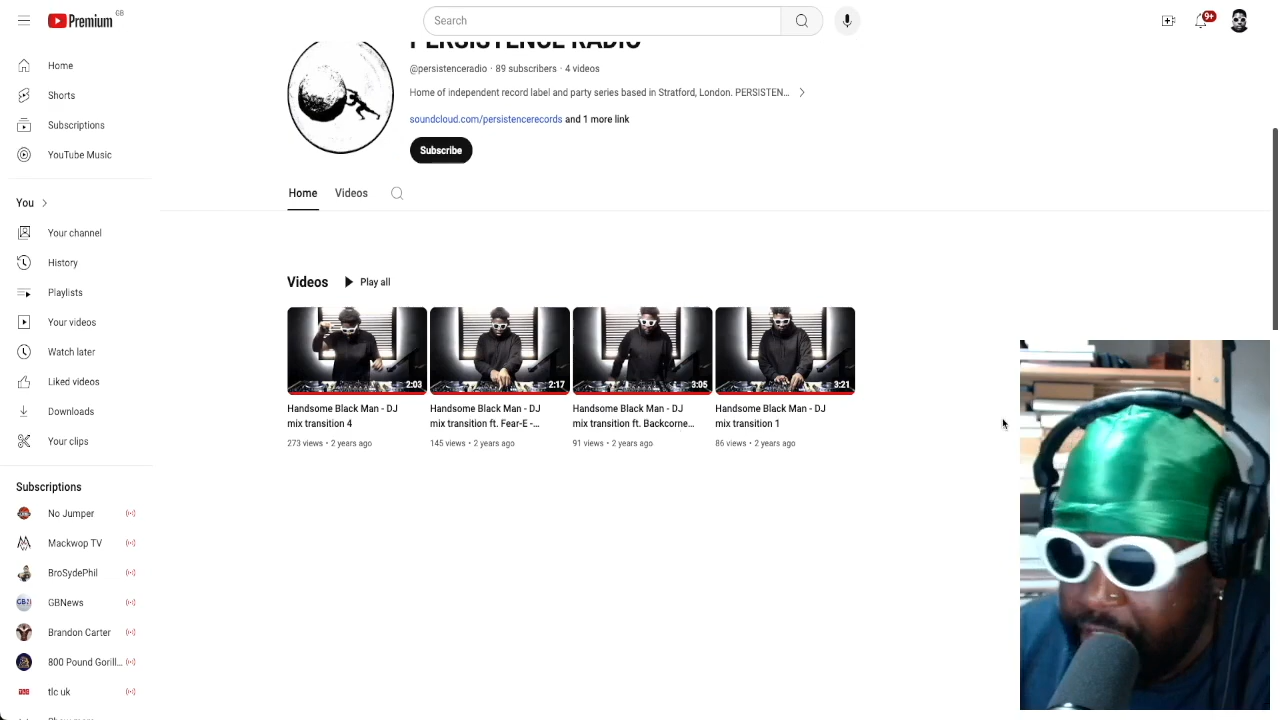 Premium GB
Search
9+
Home
Shorts
Subscriptions
YouTube Music
You
Your channel
History
Playlists
Your videos
Watch later
Liked videos
Downloads
Your clips
Subscriptions
No Jumper
Mackwop TV
BroSydePhil
GBNews
Brandon Carter
800 Pound Gorill...
tlc uk
PERSISTENCE RADIO
@persistenceradio · 89 subscribers · 4 videos
Home of independent record label and party series based in Stratford, London. PERSISTEN...
soundcloud.com/persistencerecords and 1 more link
Subscribe
Home Videos
Videos Play all
2:03
Handsome Black Man - DJ
mix transition 4
273 views • 2 years ago
2:17
Handsome Black Man - DJ
mix transition ft. Fear-E -...
145 views • 2 years ago
3:05
Handsome Black Man - DJ
mix transition ft. Backcorne...
91 views • 2 years ago
3:21
Handsome Black Man - DJ
mix transition 1
86 views • 2 years ago